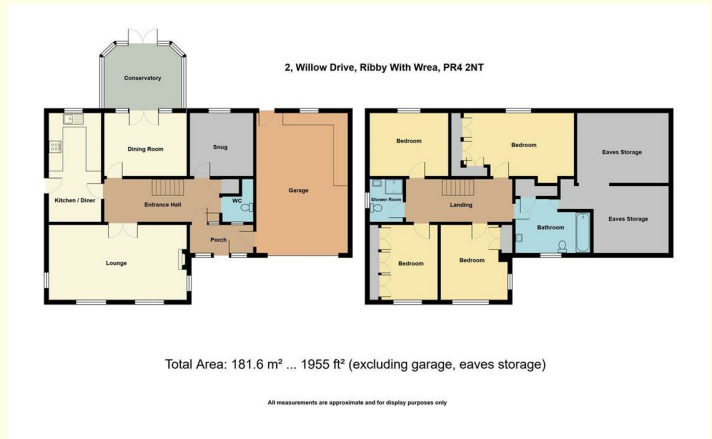 2, Willow Drive, Ribby With Wrea, PR4 2NT
Conservatory
Dining Room
Snug
Kitchen / Diner
Entrance Hall
WC
Garage
Porch
Lounge
Bedroom
Bedroom
Eaves Storage
Shower Room
Landing
Eaves Storage
Bathroom
Bedroom
Bedroom
Total Area: 181.6 m² ... 1955 ft² (excluding garage, eaves storage)
All measurements are approximate and for display purposes only